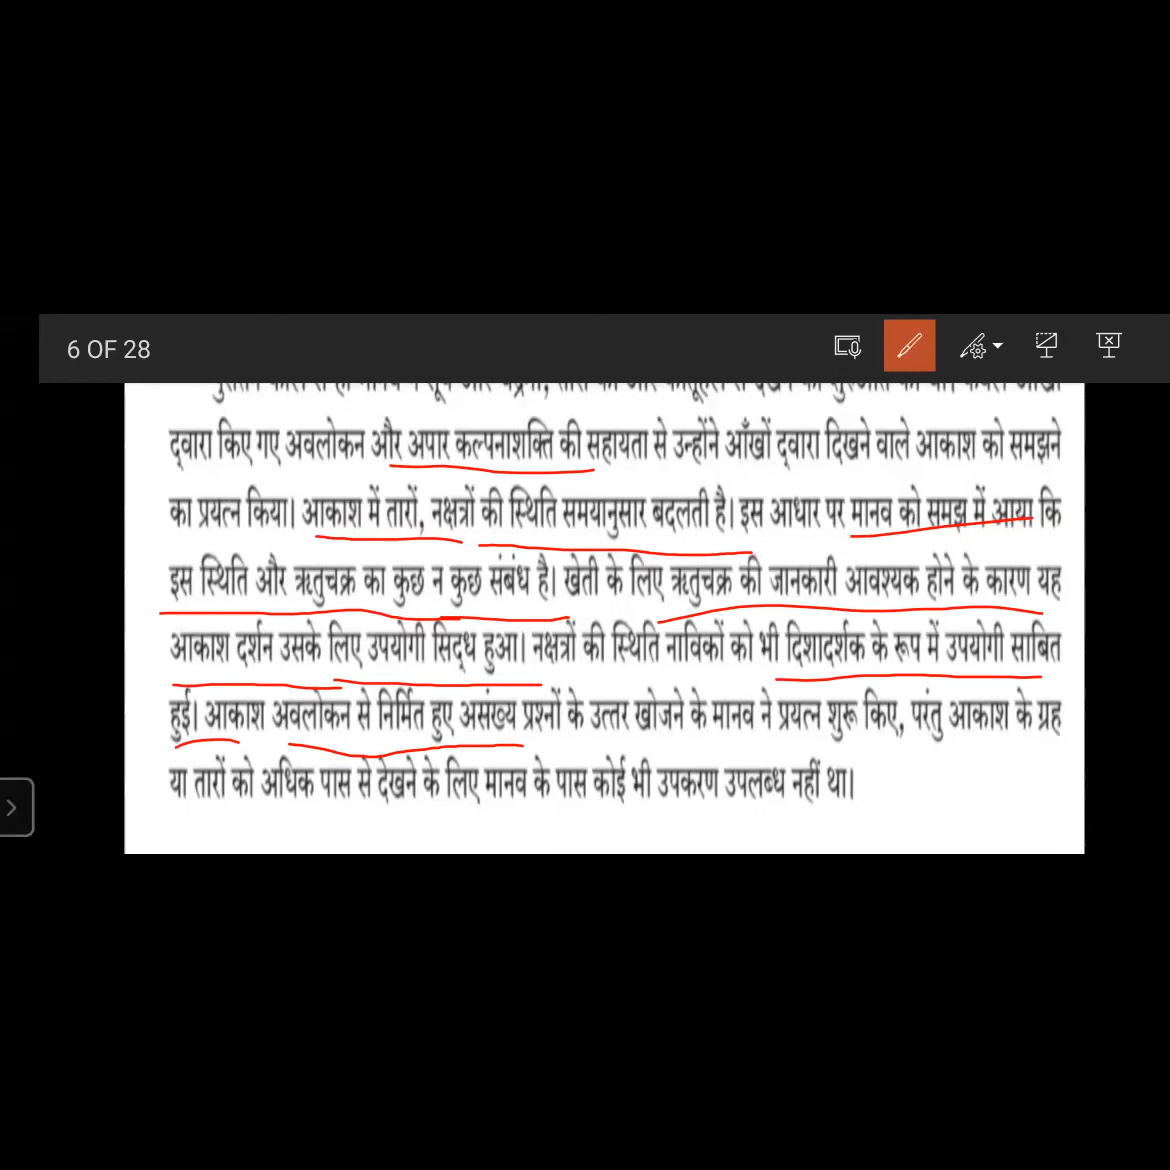 6 OF 28
द्वारा किए गए अवलोकन और अपार कल्पनाशक्ति की सहायता से उन्होंने आँखों द्वारा दिखने वाले आकाश को समझने
का प्रयत्न किया। आकाश में तारों, नक्षत्रों की स्थिति समयानुसार बदलती है। इस आधार पर मानव को समझ में आया कि
इस स्थिति और ऋतुचक्र का कुछ न कुछ संबंध है। खेती के लिए ऋतुचक्र की जानकारी आवश्यक होने के कारण यह
आकाश दर्शन उसके लिए उपयोगी सिद्ध हुआ। नक्षत्रों की स्थिति नाविकों को भी दिशादर्शक के रूप में उपयोगी साबित
हुई। आकाश अवलोकन से निर्मित हुए असंख्य प्रश्नों के उत्तर खोजने के मानव ने प्रयत्न शुरू किए, परंतु आकाश के ग्रह
या तारों को अधिक पास से देखने के लिए मानव के पास कोई भी उपकरण उपलब्ध नहीं था।